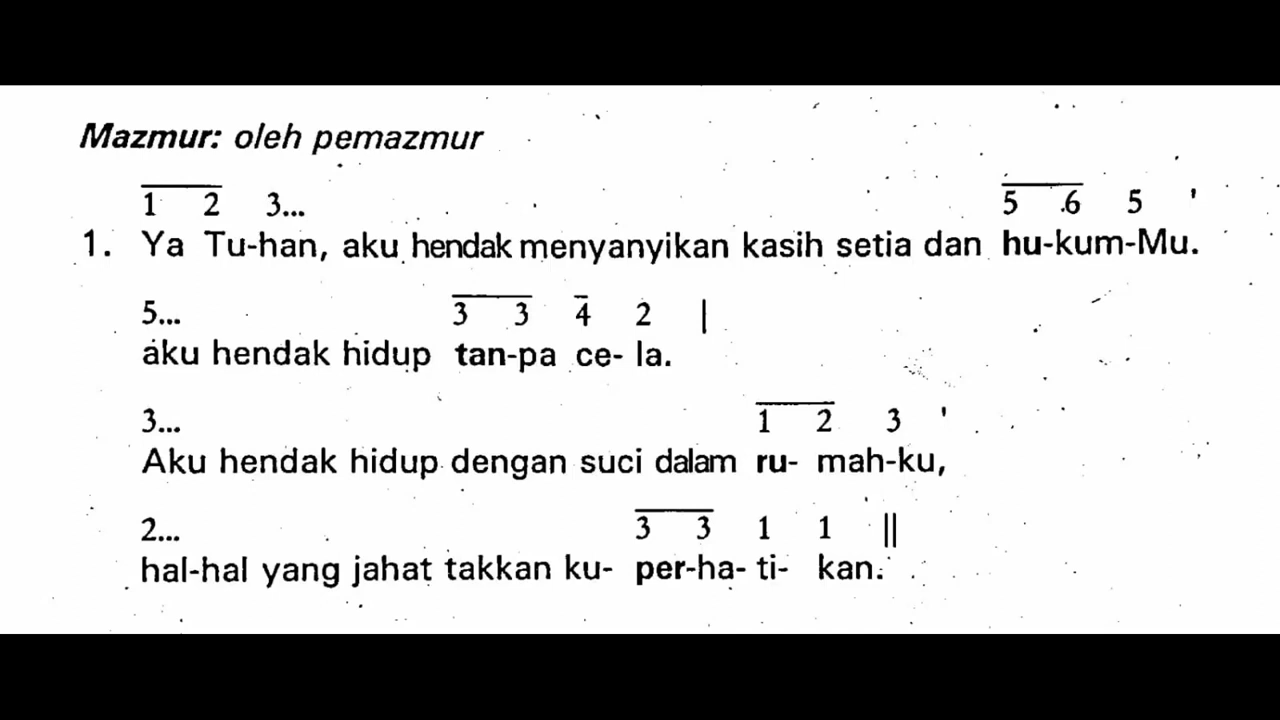 Mazmur: oleh pemazmur
1 2 3... 5 .6 5 '
1. Ya Tu-han, aku hendak menyanyikan kasih setia dan hu-kum-Mu.
5... 3 3 4 2 |
aku hendak hidup tan-pa ce- la.
3... 1 2 3 '
Aku hendak hidup dengan suci dalam ru- mah-ku,
2... 3 3 1 1 ||
hal-hal yang jahat takkan ku- per-ha- ti- kan.